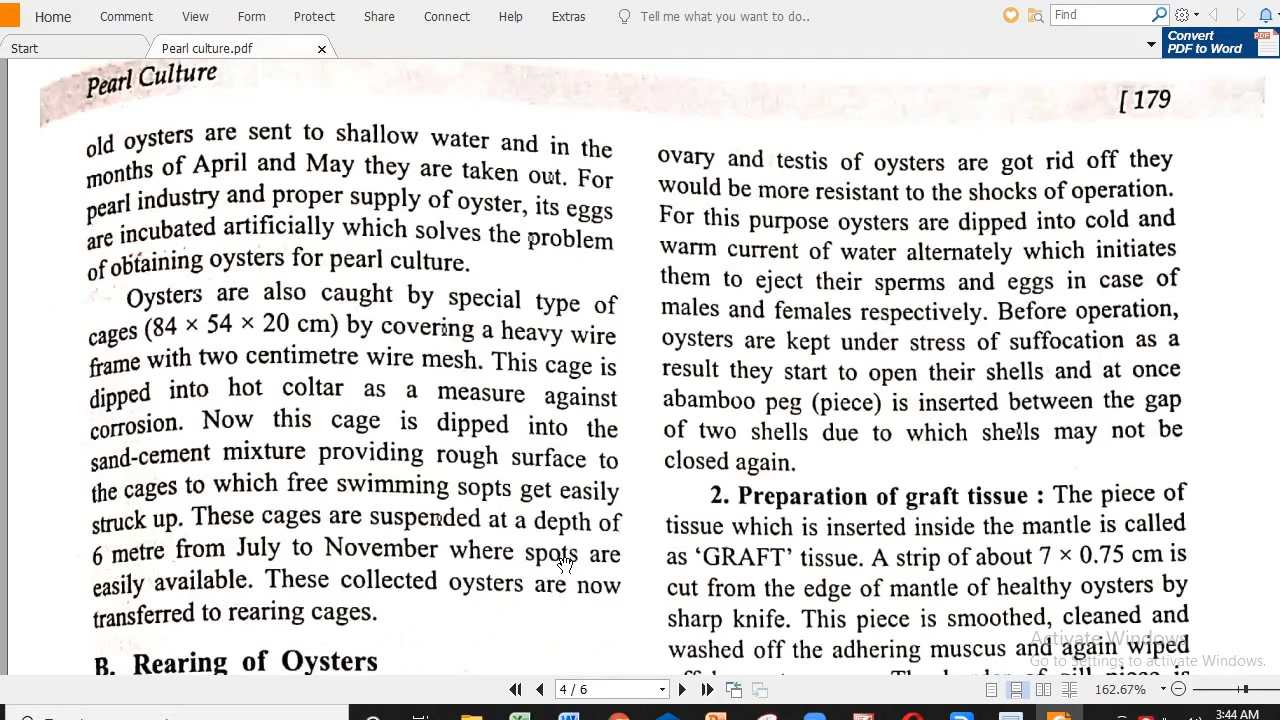 Home Comment View Form Protect Share Connect Help Extras Tell me what you want to do.. Find
Start Pearl culture.pdf x
Convert
PDF to Word
Pearl Culture
[ 179
old oysters are sent to shallow water and in the
months of April and May they are taken out. For
pearl industry and proper supply of oyster, its eggs
are incubated artificially which solves the problem
of obtaining oysters for pearl culture.
Oysters are also caught by special type of
cages (84 × 54 × 20 cm) by covering a heavy wire
frame with two centimetre wire mesh. This cage is
dipped into hot coltar as a measure against
corrosion. Now this cage is dipped into the
sand-cement mixture providing rough surface to
the cages to which free swimming sopts get easily
struck up. These cages are suspended at a depth of
6 metre from July to November where spots are
easily available. These collected oysters are now
transferred to rearing cages.
B. Rearing of Oysters
ovary and testis of oysters are got rid off they
would be more resistant to the shocks of operation.
For this purpose oysters are dipped into cold and
warm current of water alternately which initiates
them to eject their sperms and eggs in case of
males and females respectively. Before operation,
oysters are kept under stress of suffocation as a
result they start to open their shells and at once
abamboo peg (piece) is inserted between the gap
of two shells due to which shells may not be
closed again.
2. Preparation of graft tissue : The piece of
tissue which is inserted inside the mantle is called
as ‘GRAFT’ tissue. A strip of about 7 × 0.75 cm is
cut from the edge of mantle of healthy oysters by
sharp knife. This piece is smoothed, cleaned and
washed off the adhering muscus and again wiped
Activate Windows
Go to Settings to activate Windows.
4 / 6
162.67%
3:44 AM